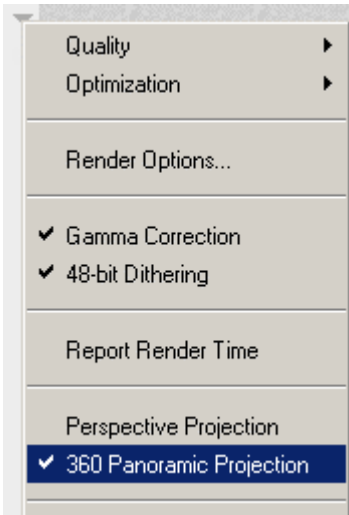 Quality
Optimization
Render Options...
Gamma Correction
48-bit Dithering
Report Render Time
Perspective Projection
360 Panoramic Projection